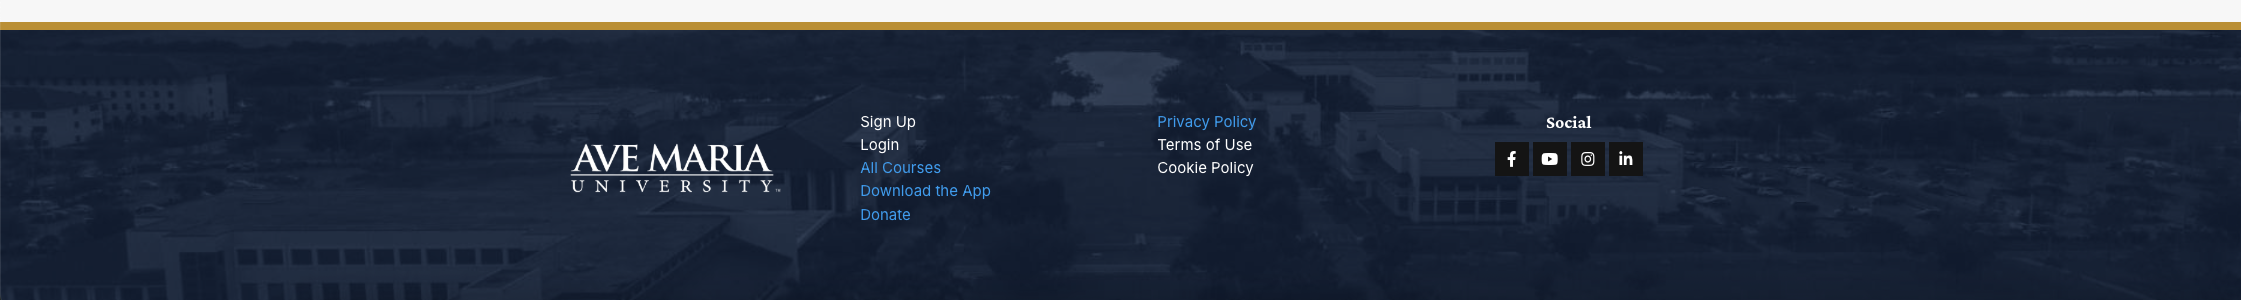 AVE MARIA
UNIVERSITY™
Sign Up
Login
All Courses
Download the App
Donate
Privacy Policy
Terms of Use
Cookie Policy
Social